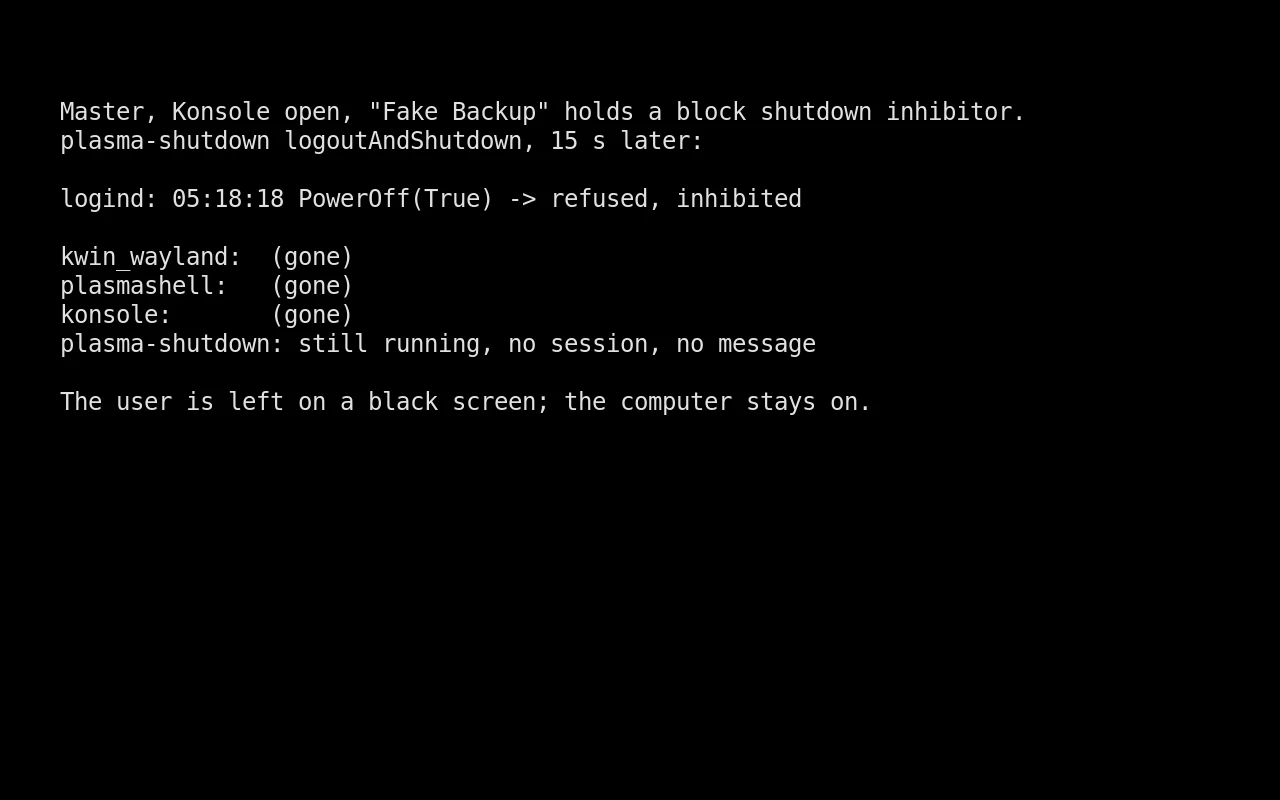 Master, Konsole open, "Fake Backup" holds a block shutdown inhibitor.
plasma-shutdown logoutAndShutdown, 15 s later:
logind: 05:18:18 PowerOff(True) -> refused, inhibited
kwin_wayland:  (gone)
plasmashell:   (gone)
konsole:       (gone)
plasma-shutdown: still running, no session, no message
The user is left on a black screen; the computer stays on.